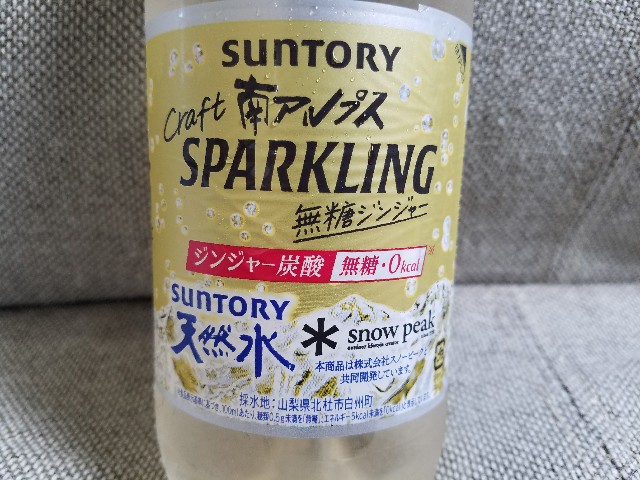 SUNTORY
Craft 南アルプス
SPARKLING
無糖ジンジャー
ジンジャー炭酸 無糖・0kcal
SUNTORY
天然水
snow peak
本商品は株式会社スノーピークと
共同開発しています。
採水地:山梨県北杜市白州町